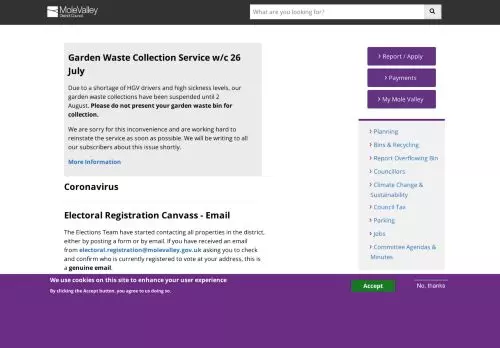 MoleValley
District Council
What are you looking for?
Garden Waste Collection Service w/c 26
July
Due to a shortage of HGV drivers and high sickness levels, our
garden waste collections have been suspended until 2
August. Please do not present your garden waste bin for
collection.
We are sorry for this inconvenience and are working hard to
reinstate the service as soon as possible. We will be writing to all
our subscribers about this issue shortly.
More Information
Coronavirus
Electoral Registration Canvass - Email
The Elections Team have started contacting all properties in the district,
either by posting a form or by email. If you have received an email
from electoral.registration@molevalley.gov.uk asking you to check
and confirm who is currently registered to vote at your address, this is
a genuine email.
Report / Apply
Payments
My Mole Valley
Planning
Bins & Recycling
Report Overflowing Bin
Councillors
Climate Change &
Sustainability
Council Tax
Parking
Jobs
Committee Agendas &
Minutes
We use cookies on this site to enhance your user experience
By clicking the Accept button, you agree to us doing so.
Accept
No, thanks